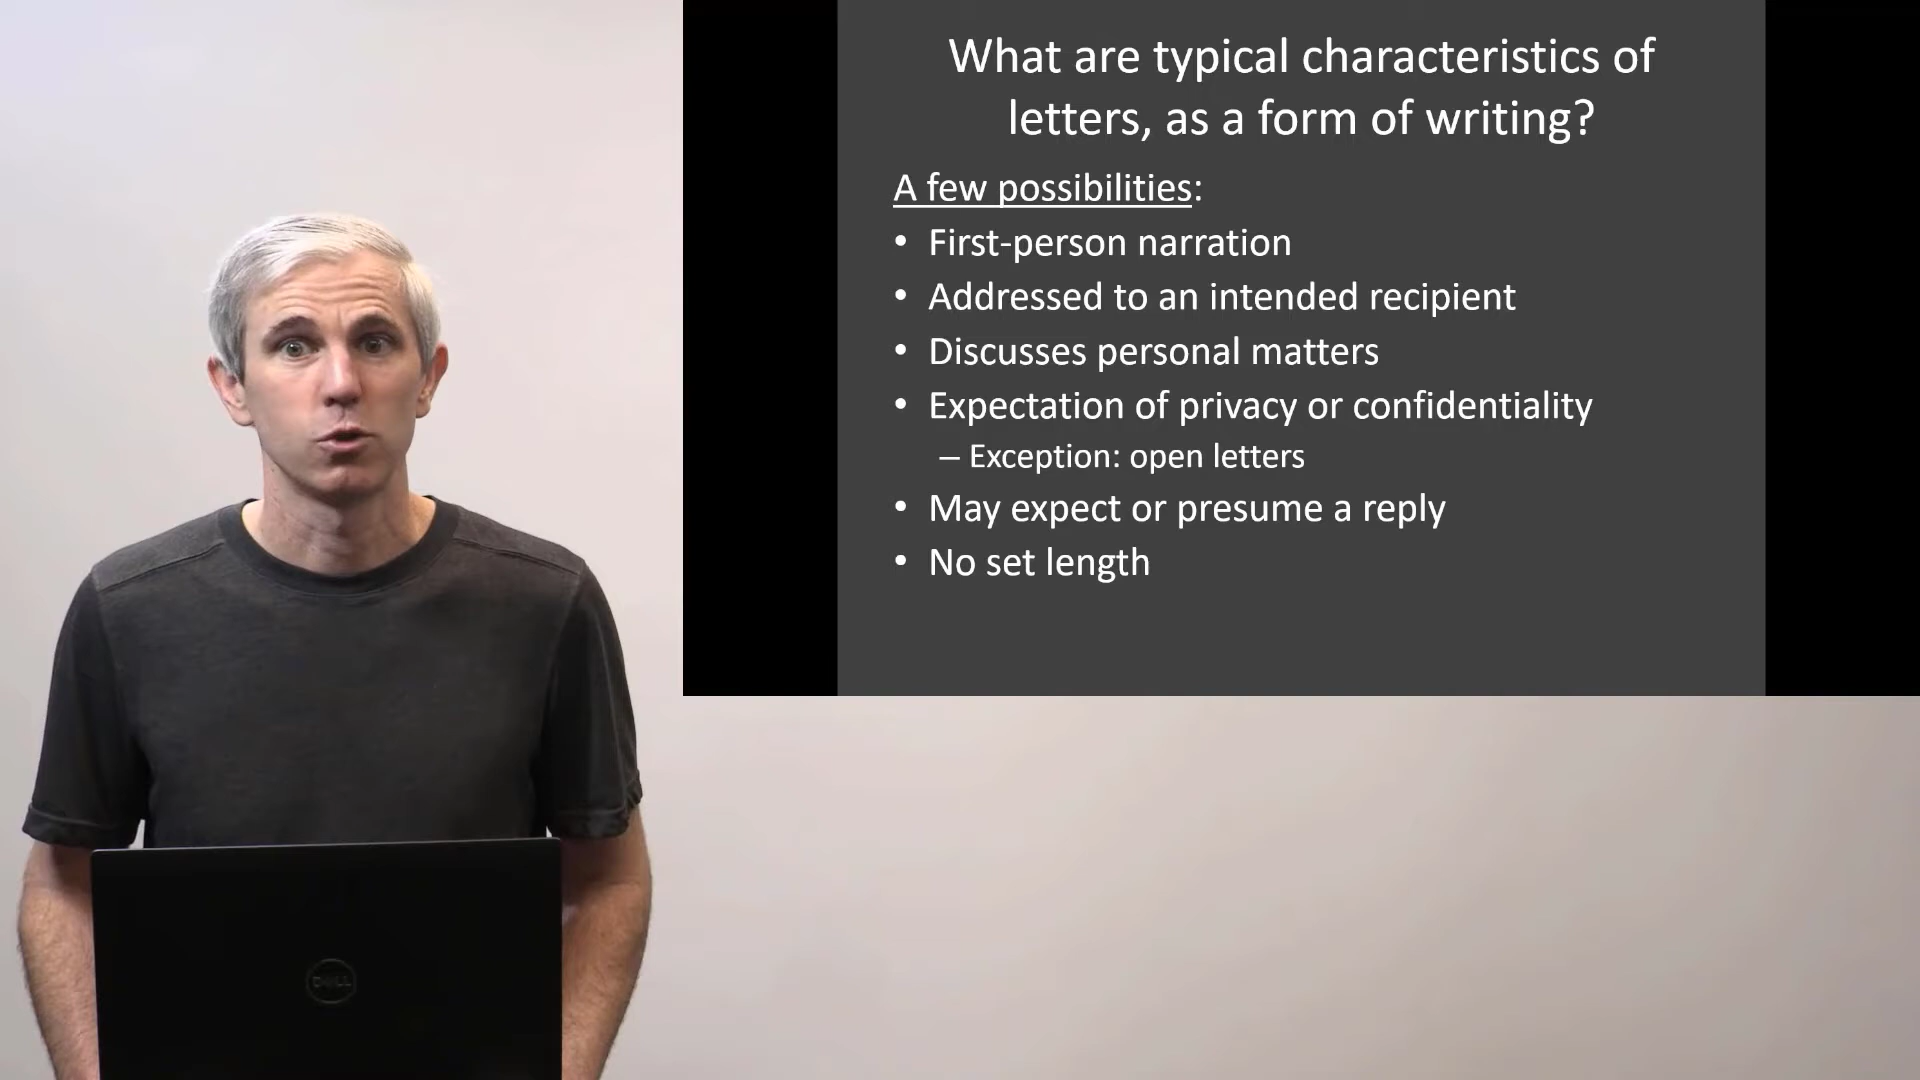 What are typical characteristics of
letters, as a form of writing?
A few possibilities:
• First-person narration
• Addressed to an intended recipient
• Discusses personal matters
• Expectation of privacy or confidentiality
– Exception: open letters
• May expect or presume a reply
• No set length
DELL